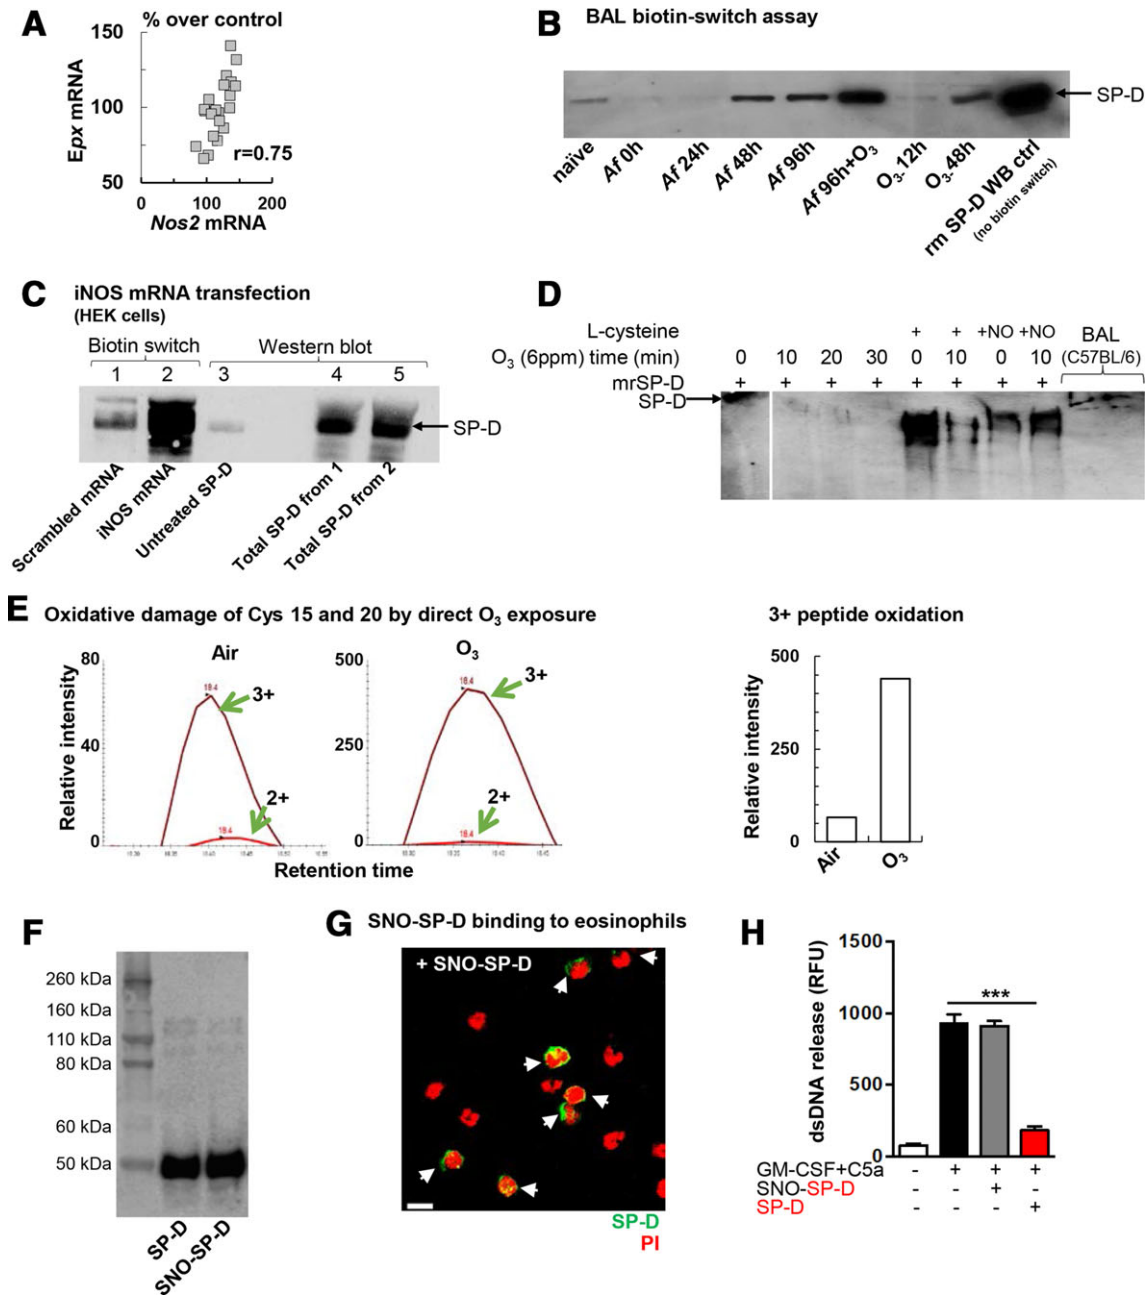 A
% over control
150
100
50
Epx mRNA
r=0.75
0 100 200
Nos2 mRNA
B
BAL biotin-switch assay
SP-D
naïve
Af 0h
Af 24h
Af 48h
Af 96h
Af 96h+O3
O3-12h
O3-48h
rm SP-D WB ctrl
(no biotin switch)
C
iNOS mRNA transfection
(HEK cells)
Biotin switch Western blot
1 2 3 4 5
SP-D
Scrambled mRNA
iNOS mRNA
Untreated SP-D
Total SP-D from 1
Total SP-D from 2
D
L-cysteine + + +NO +NO BAL
O3 (6ppm) time (min) 0 10 20 30 0 10 0 10 (C57BL/6)
mrSP-D + + + + + + + +
SP-D
E
Oxidative damage of Cys 15 and 20 by direct O3 exposure
Air
80
40
0
Relative intensity
18.4
3+
2+
18.4
O3
500
250
0
18.4
3+
2+
18.4
Retention time
3+ peptide oxidation
500
250
0
Relative intensity
Air
O3
F
260 kDa
160 kDa
110 kDa
80 kDa
60 kDa
50 kDa
SP-D
SNO-SP-D
G
SNO-SP-D binding to eosinophils
+ SNO-SP-D
SP-D
PI
H
1500
1000
500
0
dsDNA release (RFU)
***
GM-CSF+C5a - + + +
SNO-SP-D - - + -
SP-D - - - +